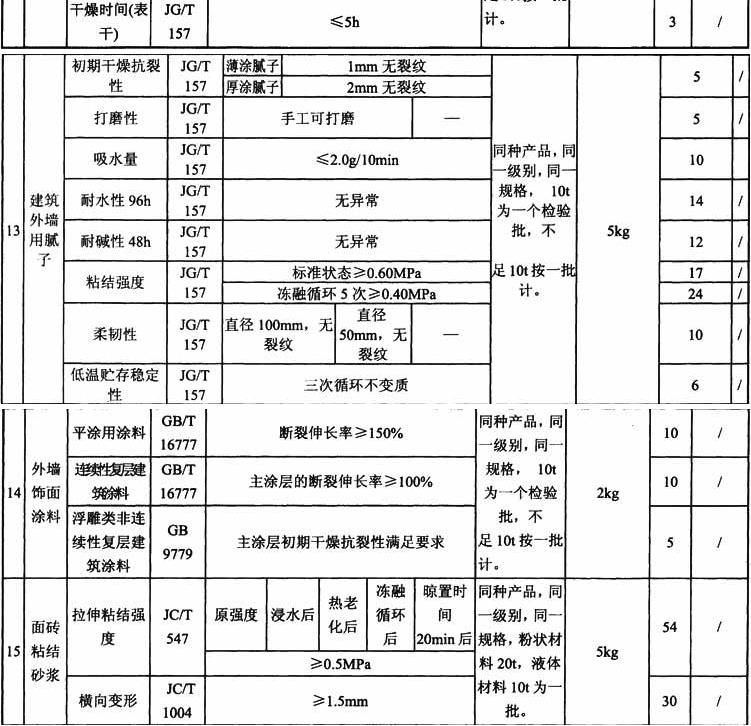 干燥时间(表干) JG/T 157 ≤5h 计。 3 /
13 建筑外墙用腻子
初期干燥抗裂性 JG/T 157 薄涂腻子 1mm 无裂纹
厚涂腻子 2mm 无裂纹
5 /
打磨性 JG/T 157 手工可打磨 — 5 /
吸水量 JG/T 157 ≤2.0g/10min 10
耐水性 96h JG/T 157 无异常 14 /
耐碱性 48h JG/T 157 无异常 12 /
粘结强度 JG/T 157 标准状态≥0.60MPa 17 /
冻融循环 5 次≥0.40MPa 24 /
柔韧性 JG/T 157 直径 100mm，无裂纹 直径 50mm，无裂纹 — 10 /
低温贮存稳定性 JG/T 157 三次循环不变质 6 /
同种产品，同
一级别，同一
规格， 10t
为一个检验
批，不
足 10t 按一批
计。
5kg
14 外墙饰面涂料
平涂用涂料 GB/T 16777 断裂伸长率≥150% 10 /
连续性复层建筑涂料 GB/T 16777 主涂层的断裂伸长率≥100% 10 /
浮雕类非连续性复层建筑涂料 GB 9779 主涂层初期干燥抗裂性满足要求 5 /
同种产品，同
一级别，同一
规格， 10t
为一个检验
批，不
足 10t 按一批
计。
2kg
15 面砖粘结砂浆
拉伸粘结强度 JC/T 547 原强度 浸水后 热老化后 冻融循环后 晾置时间 20min 后
≥0.5MPa
54 /
横向变形 JC/T 1004 ≥1.5mm 30 /
同种产品，同
一级别，同一
规格，粉状材
料 20t，液体
材料 10t 为一
批。
5kg